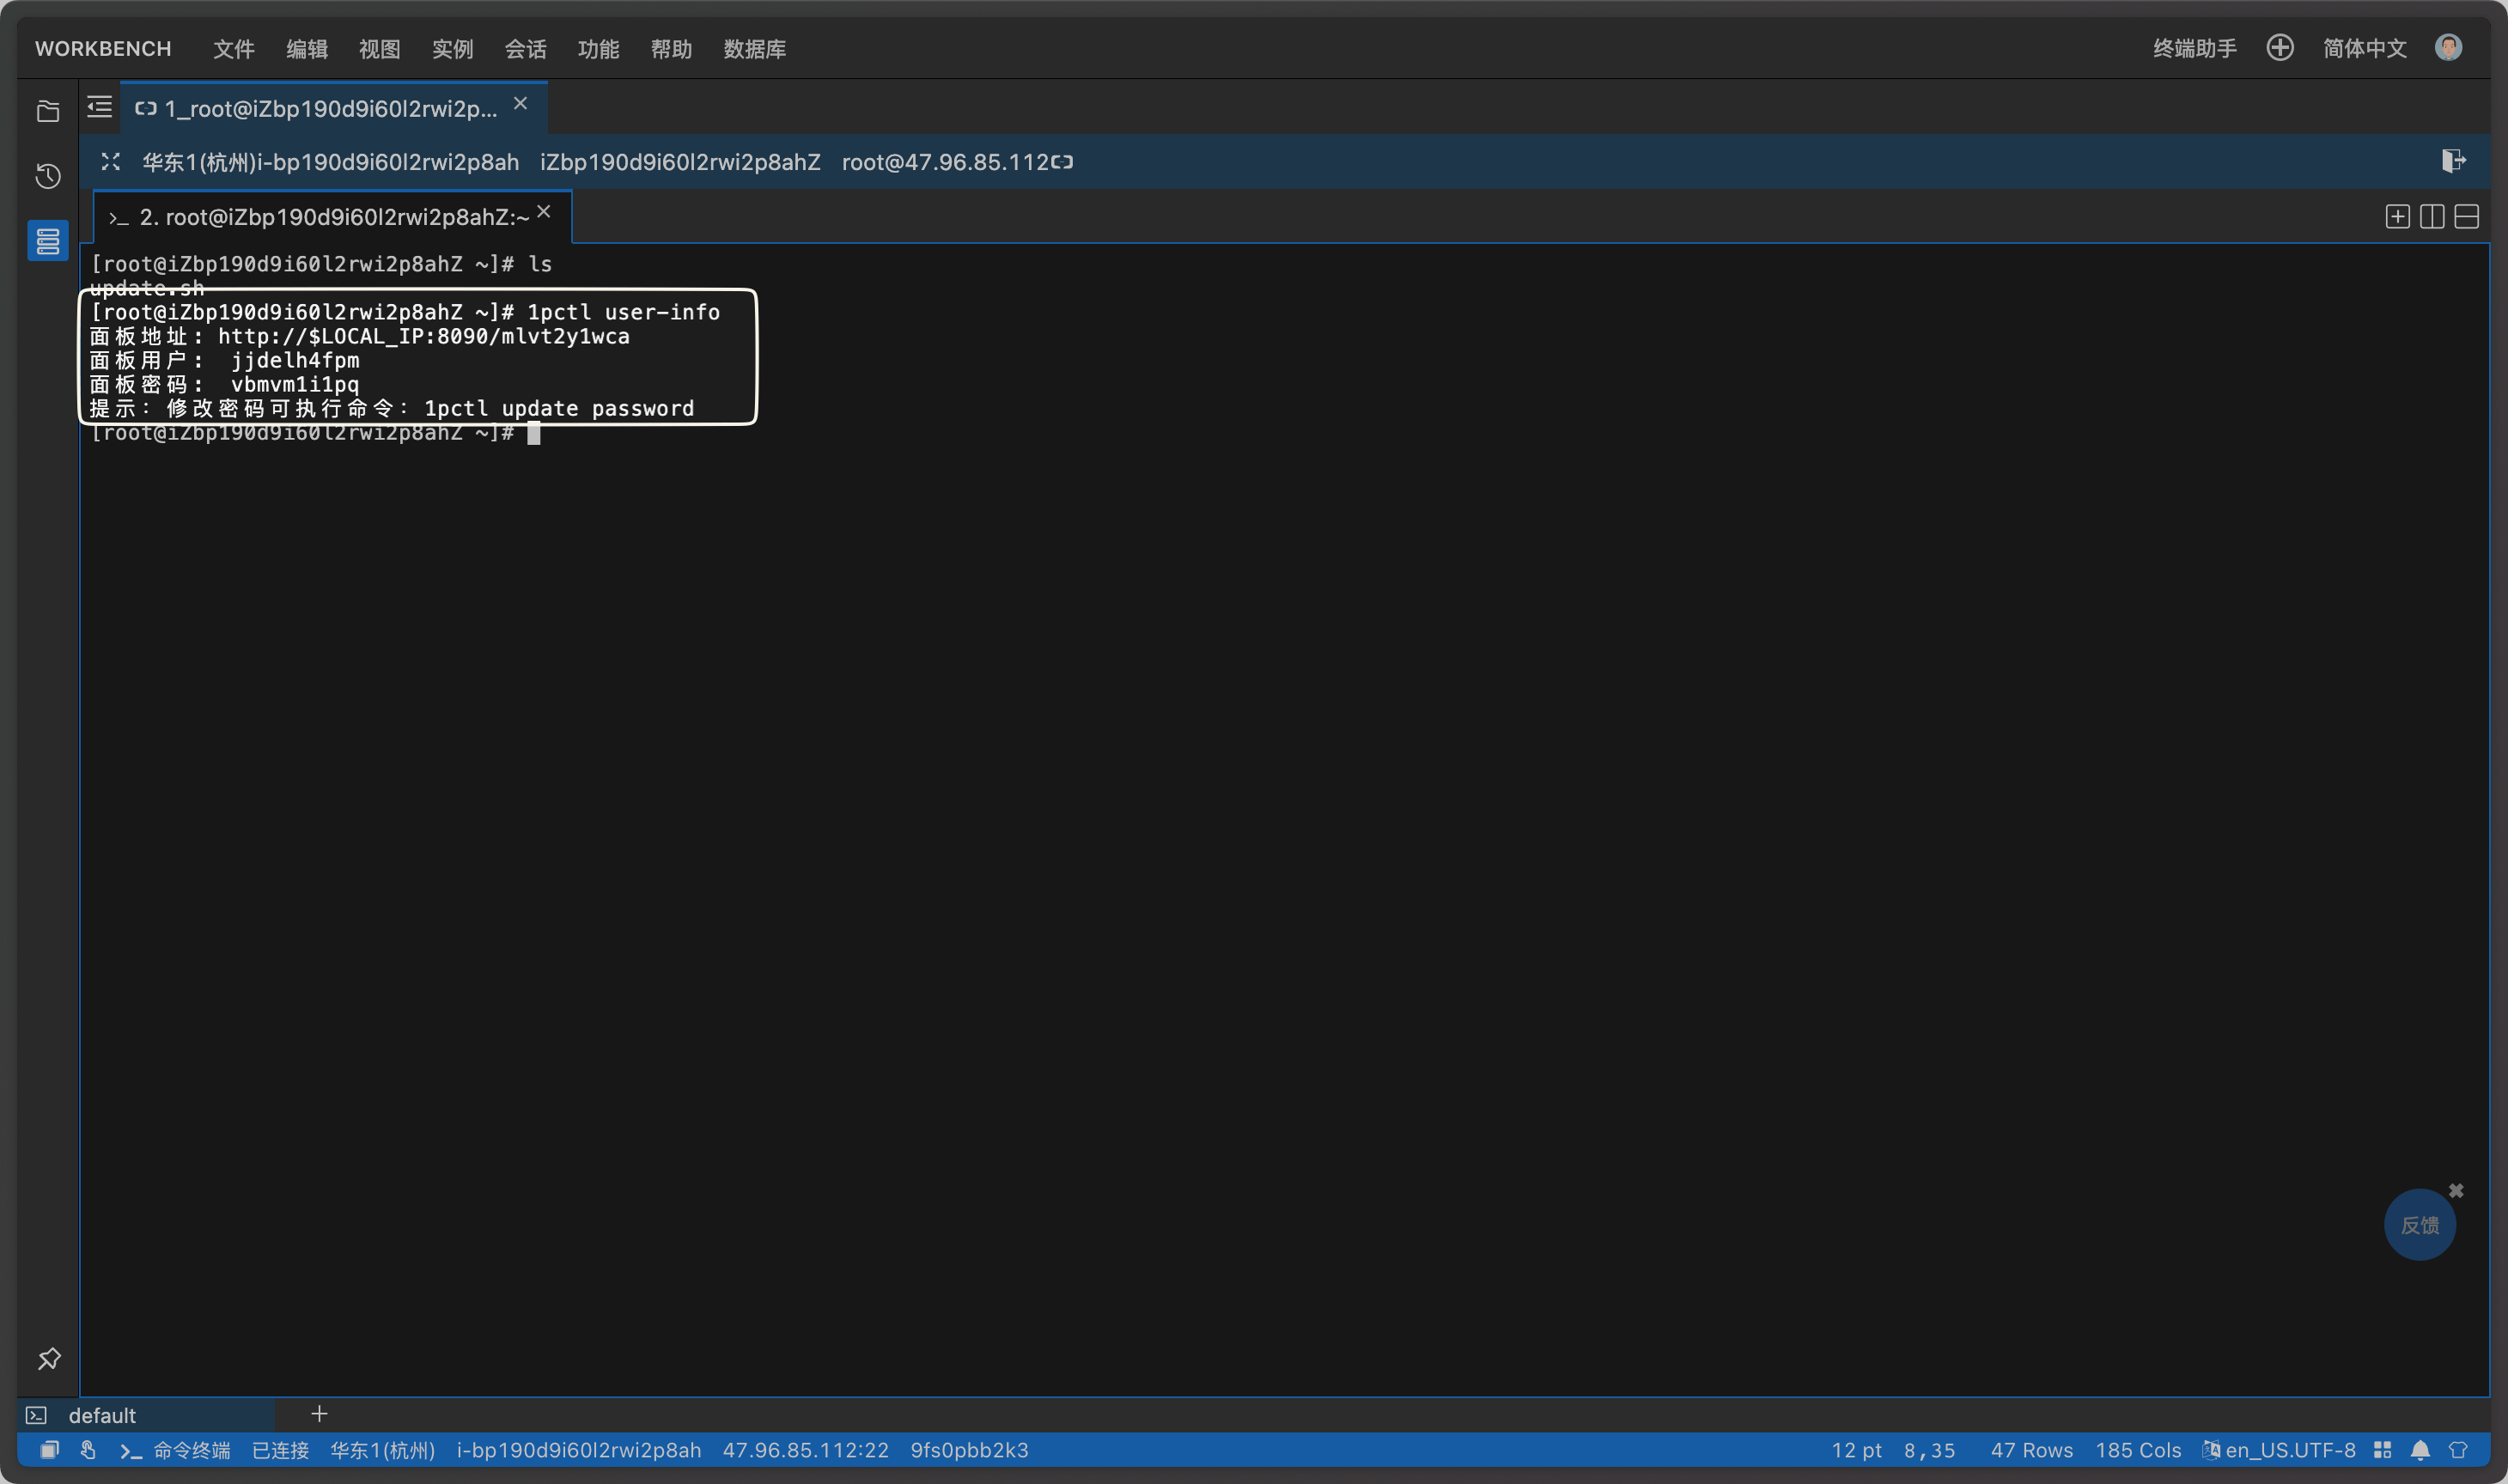 WORKBENCH 文件 编辑 视图 实例 会话 功能 帮助 数据库 终端助手 简体中文
1_root@iZbp190d9i60l2rwi2p...
华东1(杭州)i-bp190d9i60l2rwi2p8ah iZbp190d9i60l2rwi2p8ahZ root@47.96.85.112
>_ 2. root@iZbp190d9i60l2rwi2p8ahZ:~
[root@iZbp190d9i60l2rwi2p8ahZ ~]# ls
update.sh
[root@iZbp190d9i60l2rwi2p8ahZ ~]# 1pctl user-info
面板地址: http://$LOCAL_IP:8090/mlvt2y1wca
面板用户: jjdelh4fpm
面板密码: vbmvm1i1pq
提示: 修改密码可执行命令: 1pctl update password
[root@iZbp190d9i60l2rwi2p8ahZ ~]#
反馈
default
命令终端 已连接 华东1(杭州) i-bp190d9i60l2rwi2p8ah 47.96.85.112:22 9fs0pbb2k3 12 pt 8,35 47 Rows 185 Cols en_US.UTF-8